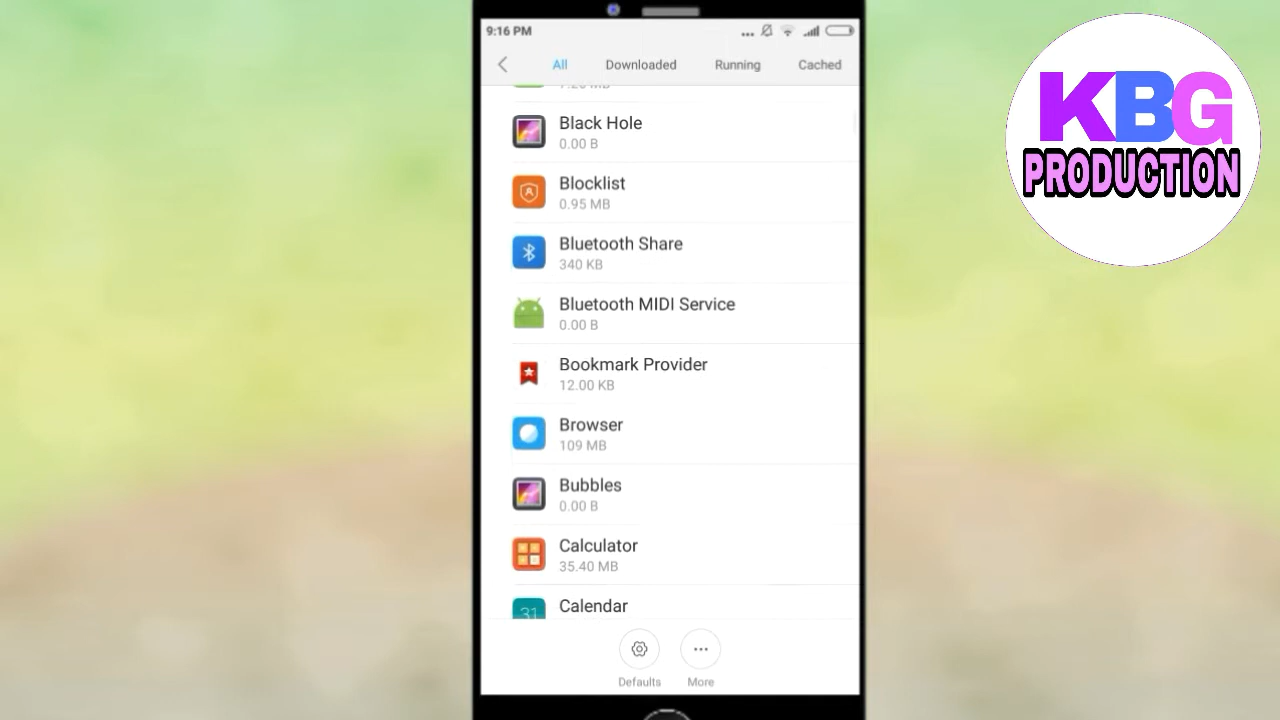 9:16 PM
All Downloaded Running Cached
Black Hole
0.00 B
Blocklist
0.95 MB
Bluetooth Share
340 KB
Bluetooth MIDI Service
0.00 B
Bookmark Provider
12.00 KB
Browser
109 MB
Bubbles
0.00 B
Calculator
35.40 MB
Calendar
31
Defaults More
KBG
PRODUCTION